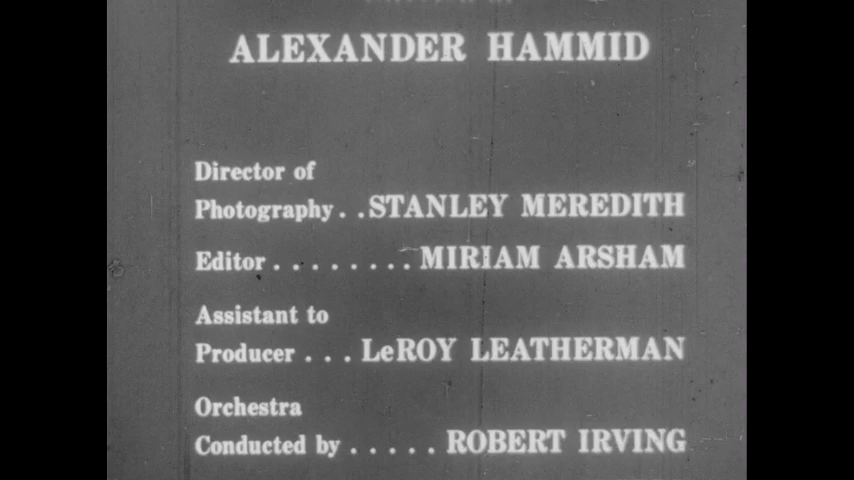 ALEXANDER HAMMID
Director of
Photography . . STANLEY MEREDITH
Editor . . . . . . . . MIRIAM ARSHAM
Assistant to
Producer . . . LeROY LEATHERMAN
Orchestra
Conducted by . . . . . ROBERT IRVING